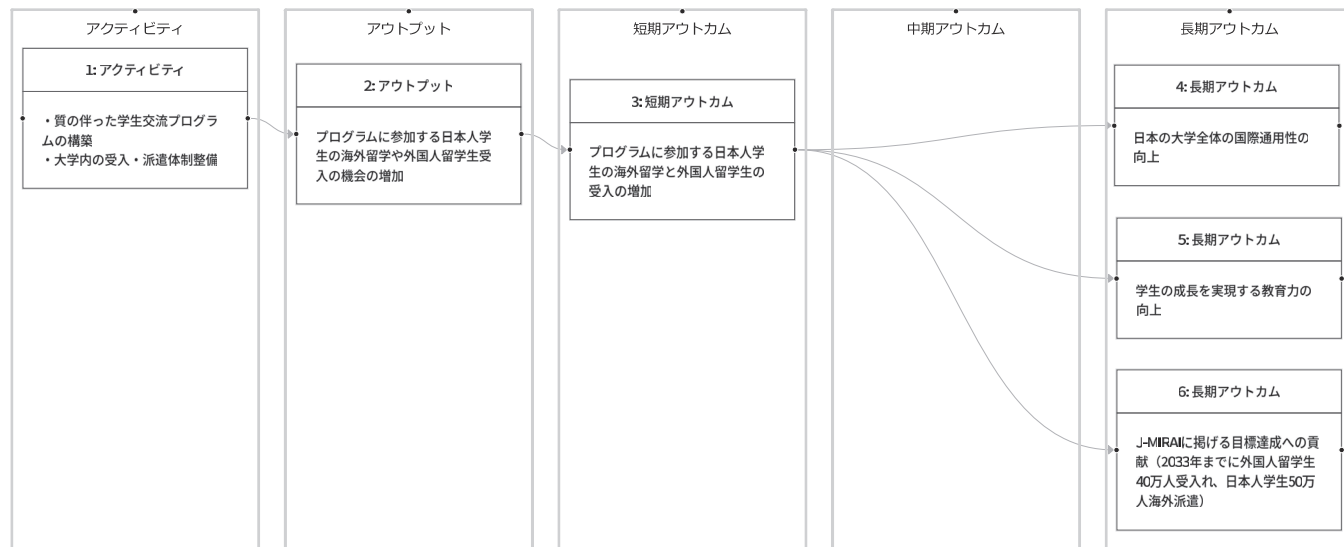 アクティビティ
1: アクティビティ
・質の伴った学生交流プログラ
ムの構築
・大学内の受入・派遣体制整備
アウトプット
2: アウトプット
プログラムに参加する日本人学
生の海外留学や外国人留学生受
入の機会の増加
短期アウトカム
3: 短期アウトカム
プログラムに参加する日本人学
生の海外留学と外国人留学生の
受入の増加
中期アウトカム
長期アウトカム
4: 長期アウトカム
日本の大学全体の国際通用性の
向上
5: 長期アウトカム
学生の成長を実現する教育力の
向上
6: 長期アウトカム
J-MIRAIに掲げる目標達成への貢
献（2033年までに外国人留学生
40万人受入れ、日本人学生50万
人海外派遣）